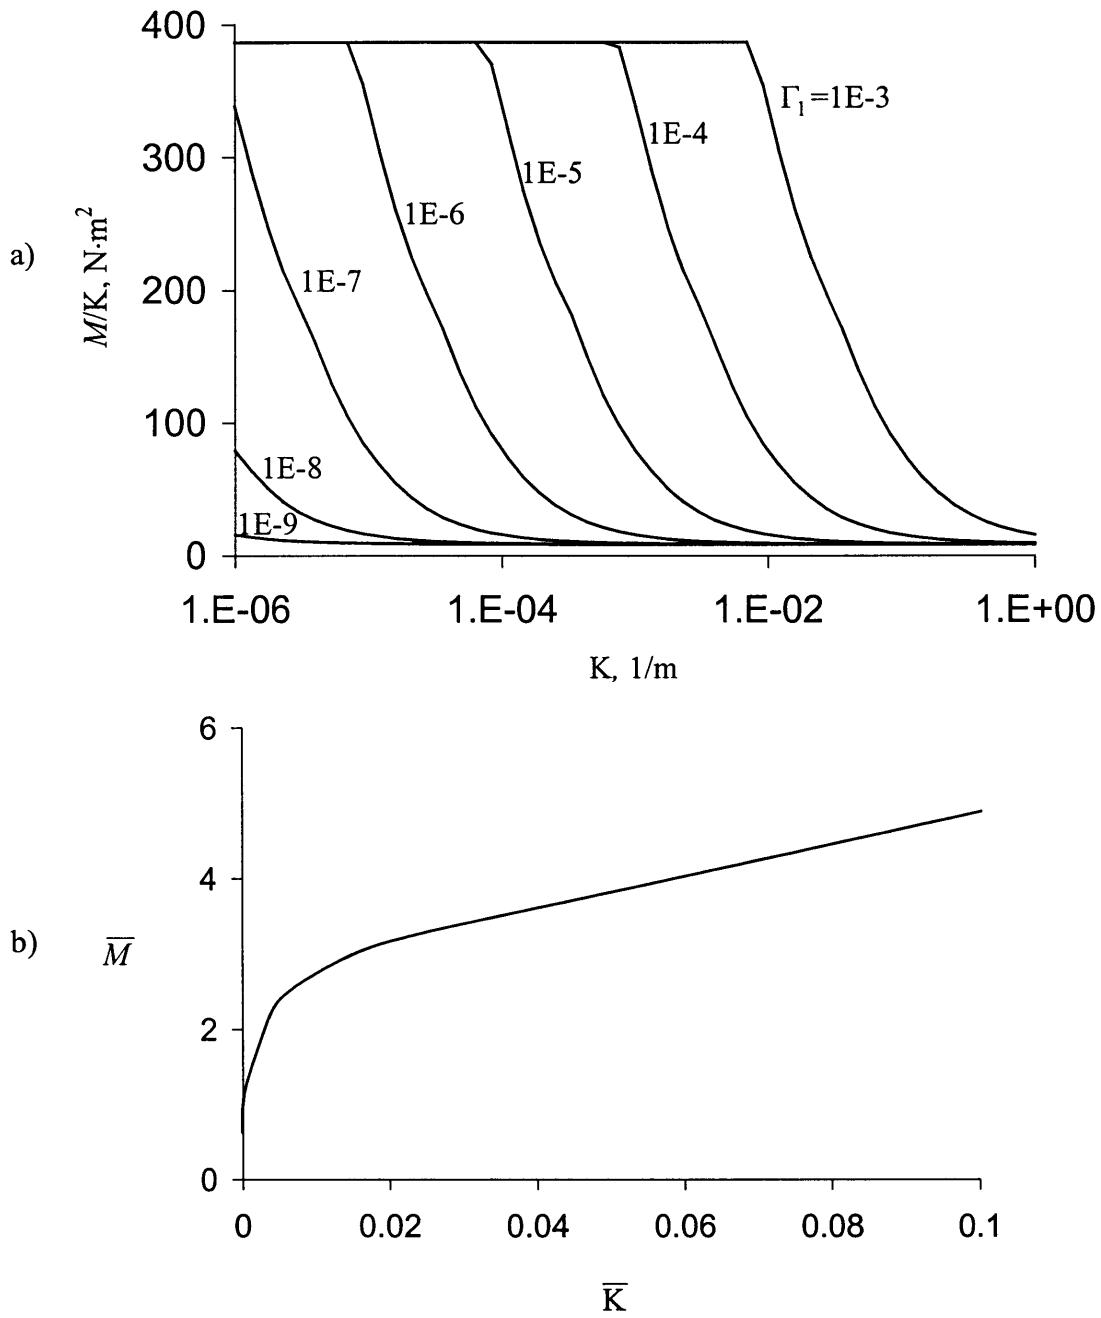 a)
M/K, N·m²
400
300
200
100
0
Γ₁=1E-3
1E-4
1E-5
1E-6
1E-7
1E-8
1E-9
1.E-06 1.E-04 1.E-02 1.E+00
K, 1/m
b)
M̅
6
4
2
0
0 0.02 0.04 0.06 0.08 0.1
K̅